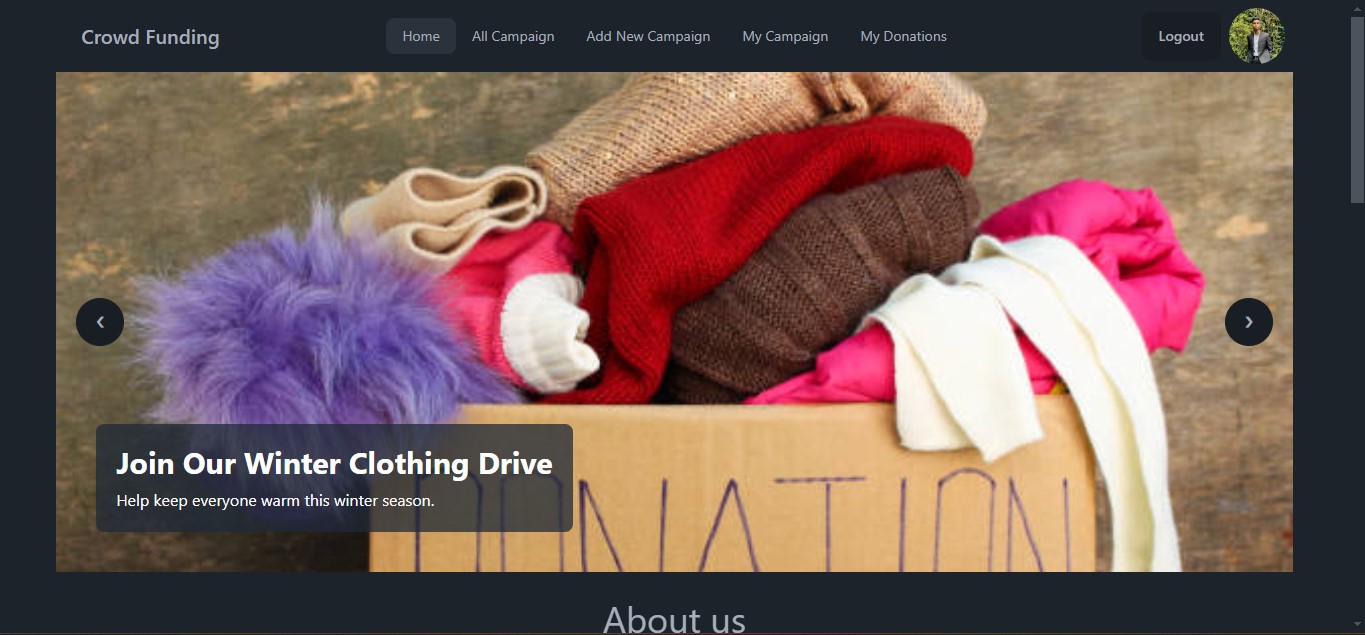 Crowd Funding
Home
All Campaign
Add New Campaign
My Campaign
My Donations
Logout
Join Our Winter Clothing Drive
Help keep everyone warm this winter season.
DONATION
About us